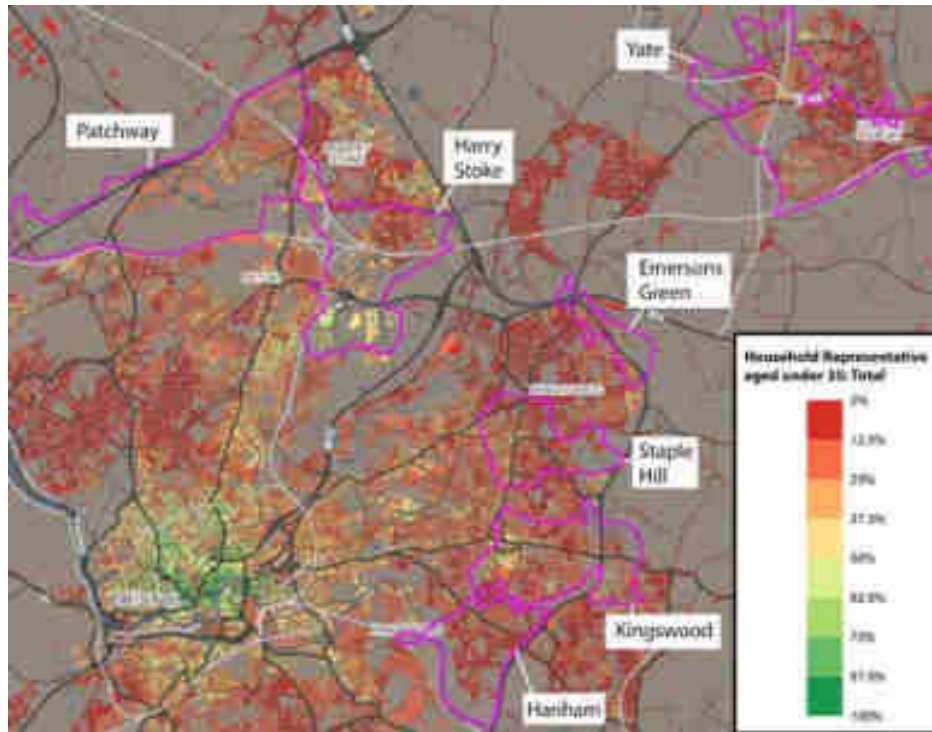 Yate
Patchway
Harry
Stoke
Emersons
Green
Household Representative
aged under 35: Total
0%
12.5%
25%
37.5%
50%
62.5%
75%
87.5%
100%
Staple
Hill
Kingswood
Hanham